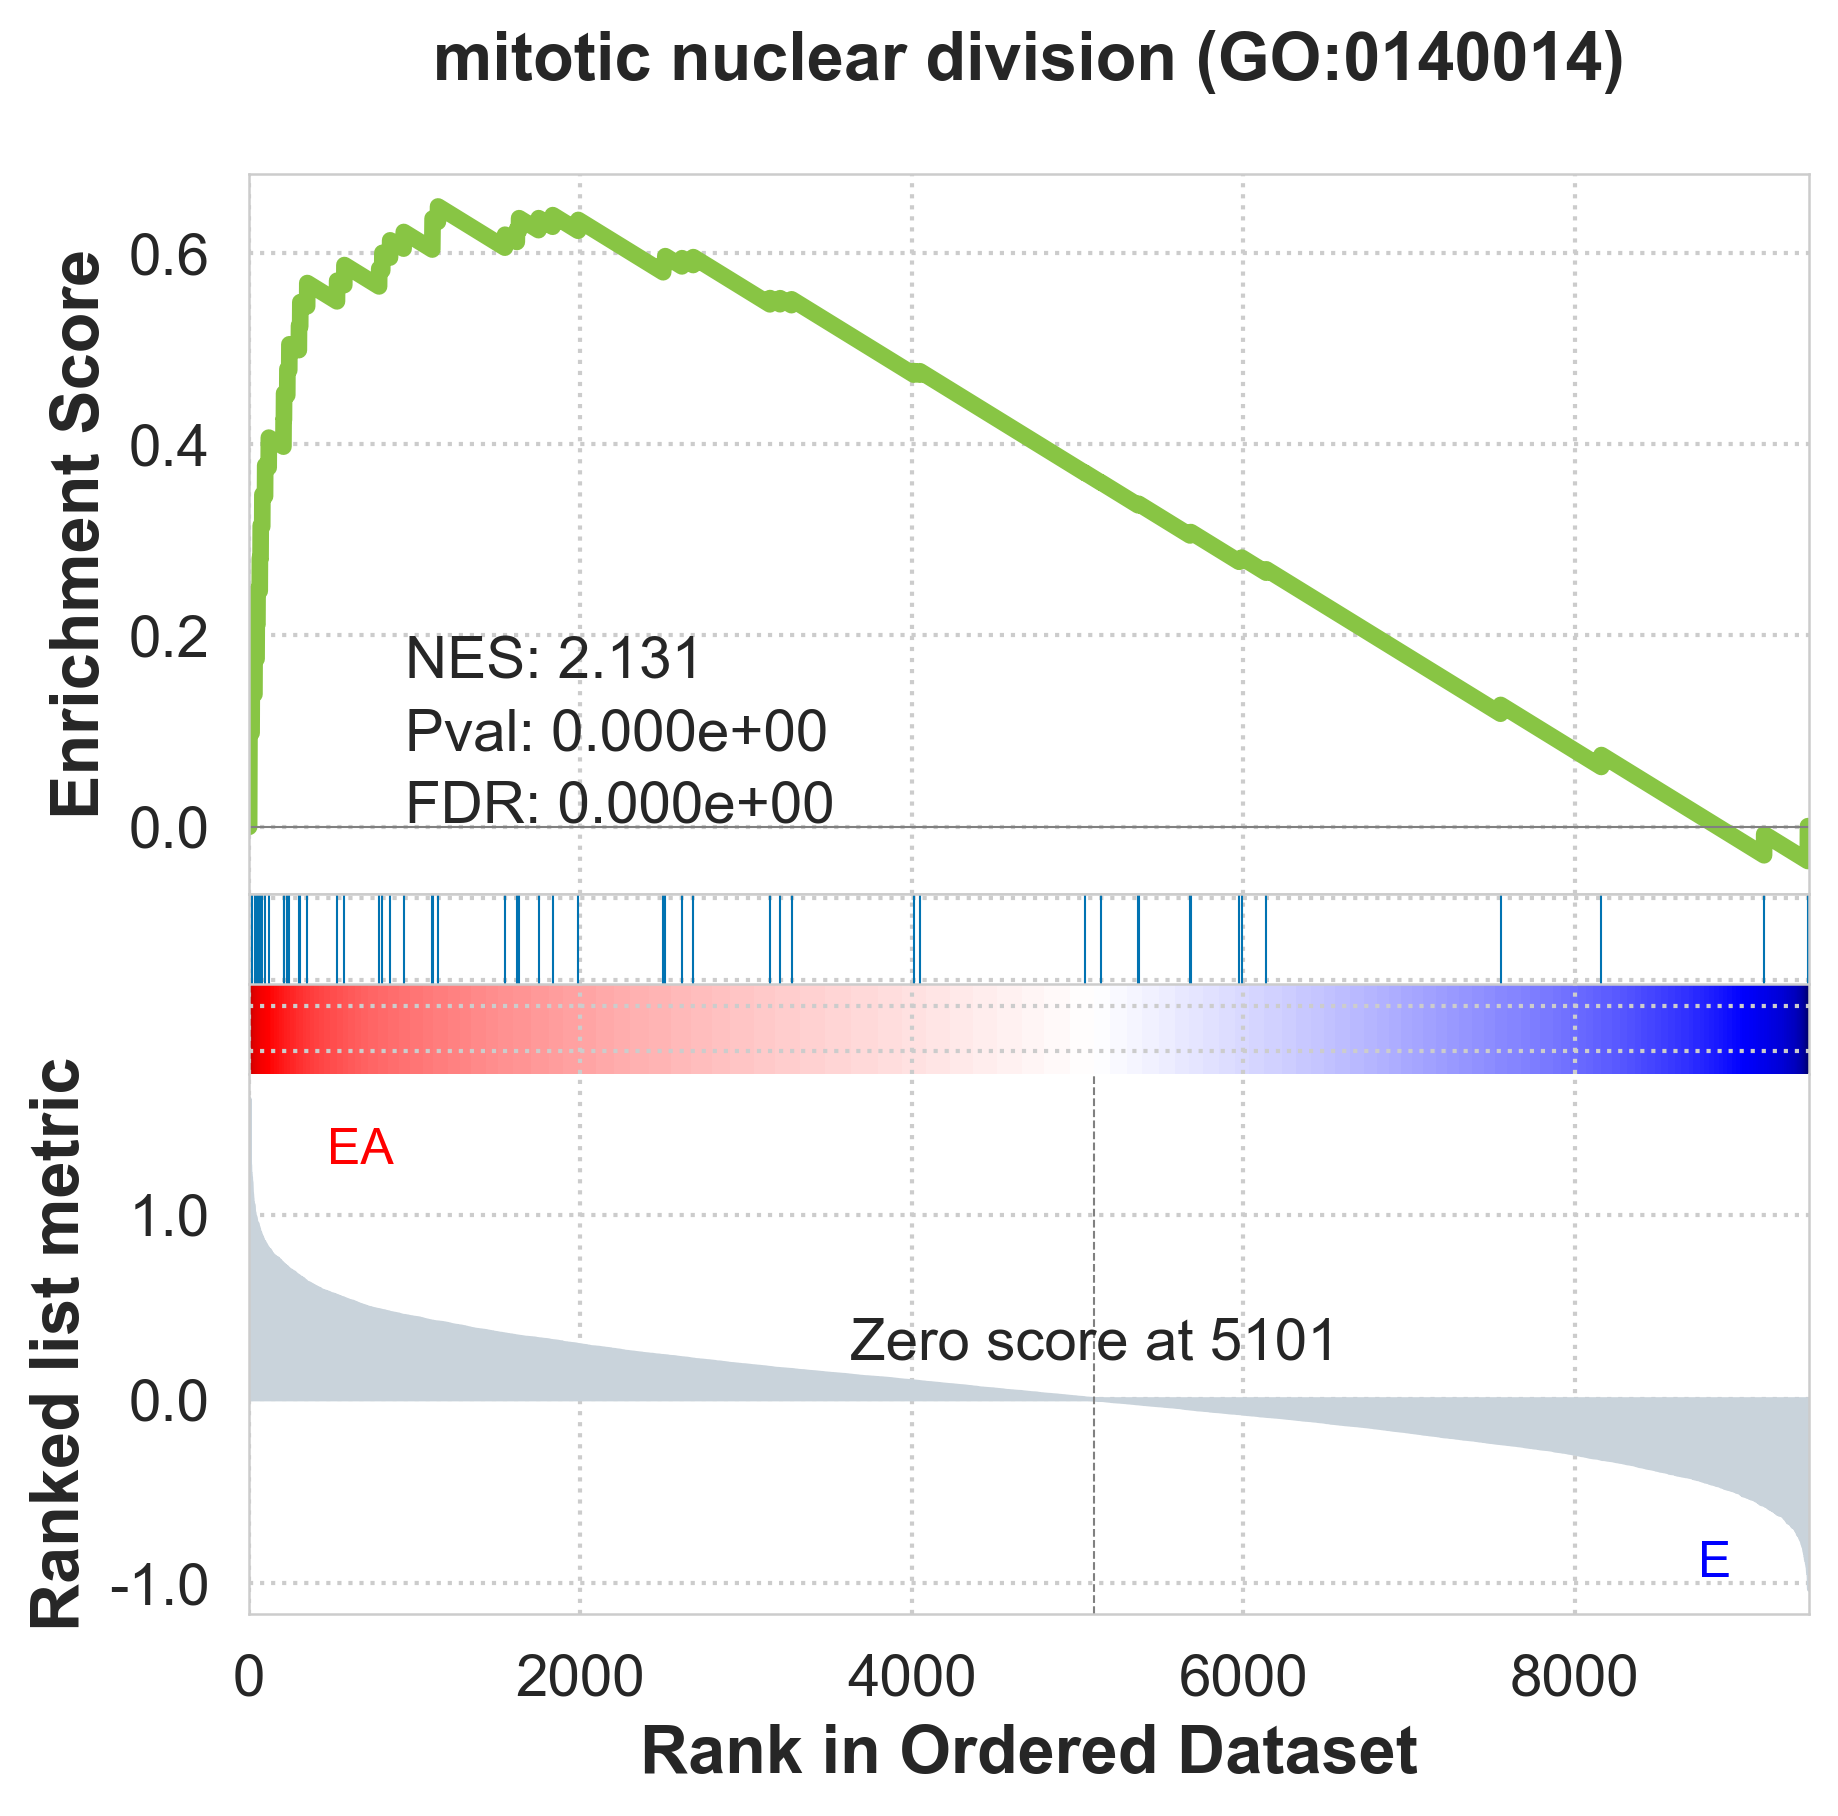 mitotic nuclear division (GO:0140014)
Enrichment Score
0.6
0.4
0.2
0.0
NES: 2.131
Pval: 0.000e+00
FDR: 0.000e+00
Ranked list metric
EA
1.0
0.0
-1.0
Zero score at 5101
E
0 2000 4000 6000 8000
Rank in Ordered Dataset